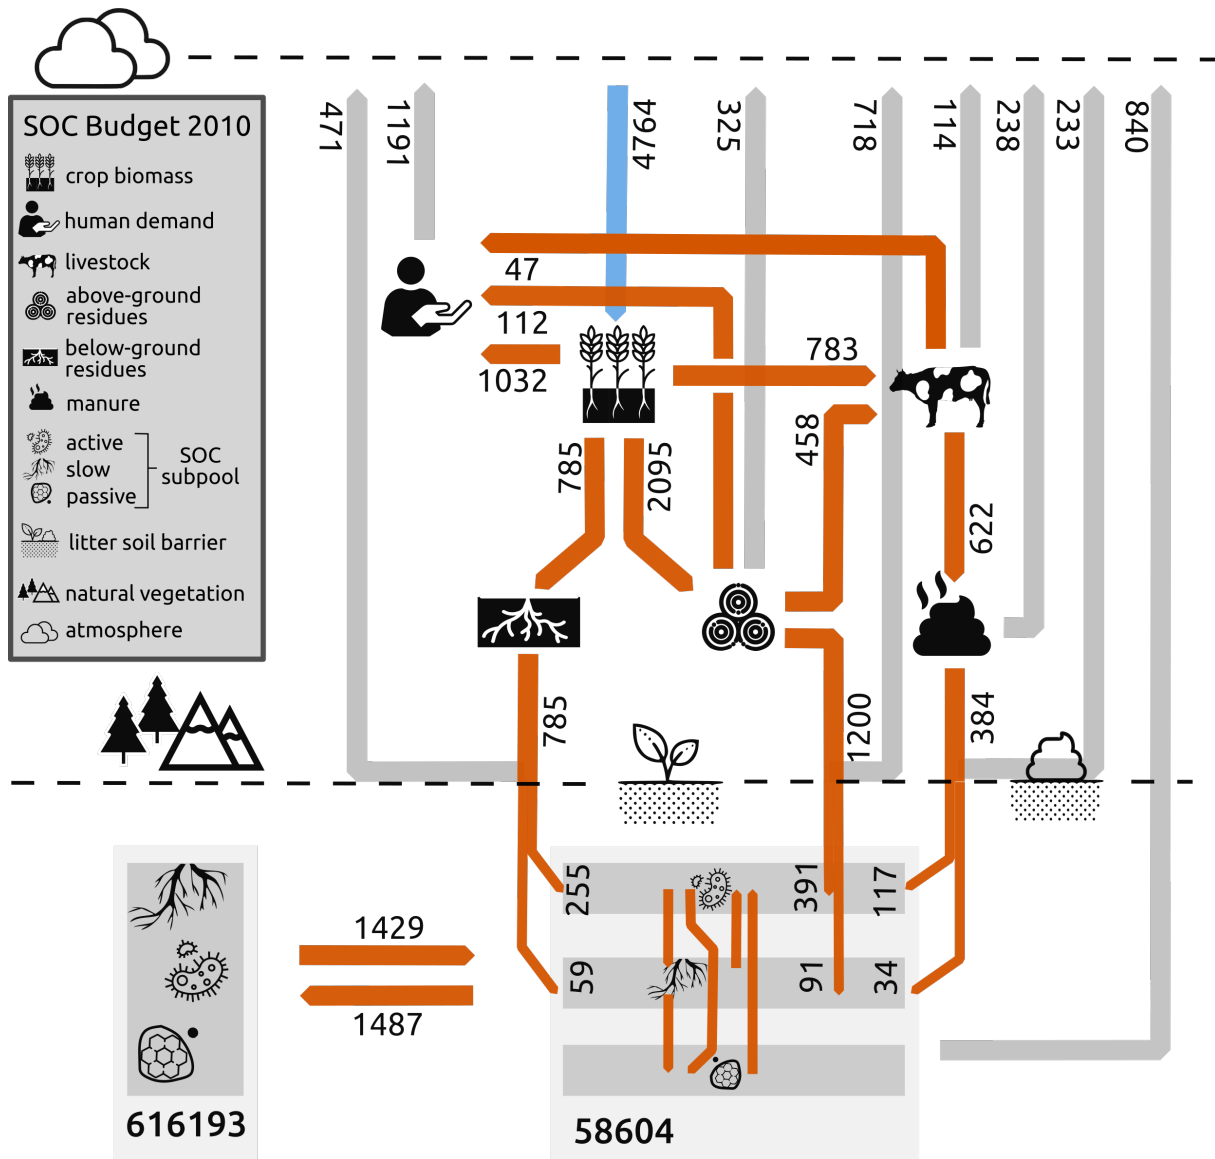 SOC Budget 2010
crop biomass
human demand
livestock
above-ground
residues
below-ground
residues
manure
active
slow
passive
SOC
subpool
litter soil barrier
natural vegetation
atmosphere
471
1191
4974
325
718
114
238
233
840
47
112
1032
783
458
785
2095
622
785
1200
384
255
391
117
59
91
34
1429
1487
616193
58604